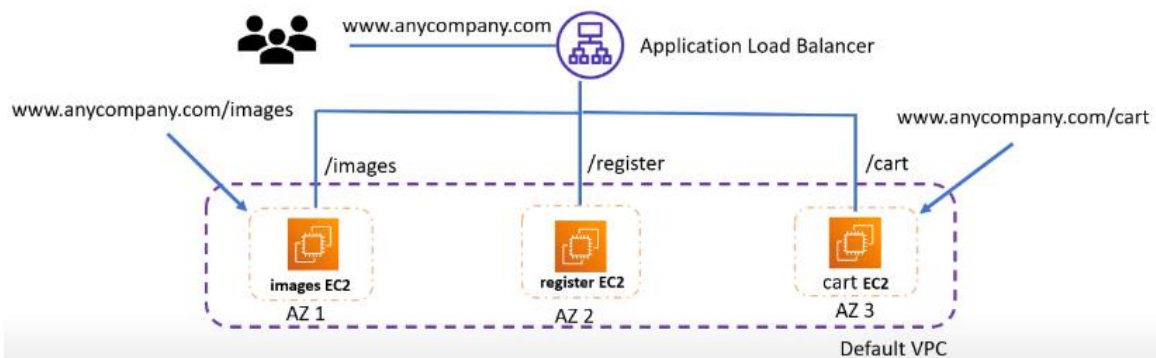 www.anycompany.com
Application Load Balancer
www.anycompany.com/images
www.anycompany.com/cart
/images
/register
/cart
images EC2
register EC2
cart EC2
AZ 1
AZ 2
AZ 3
Default VPC